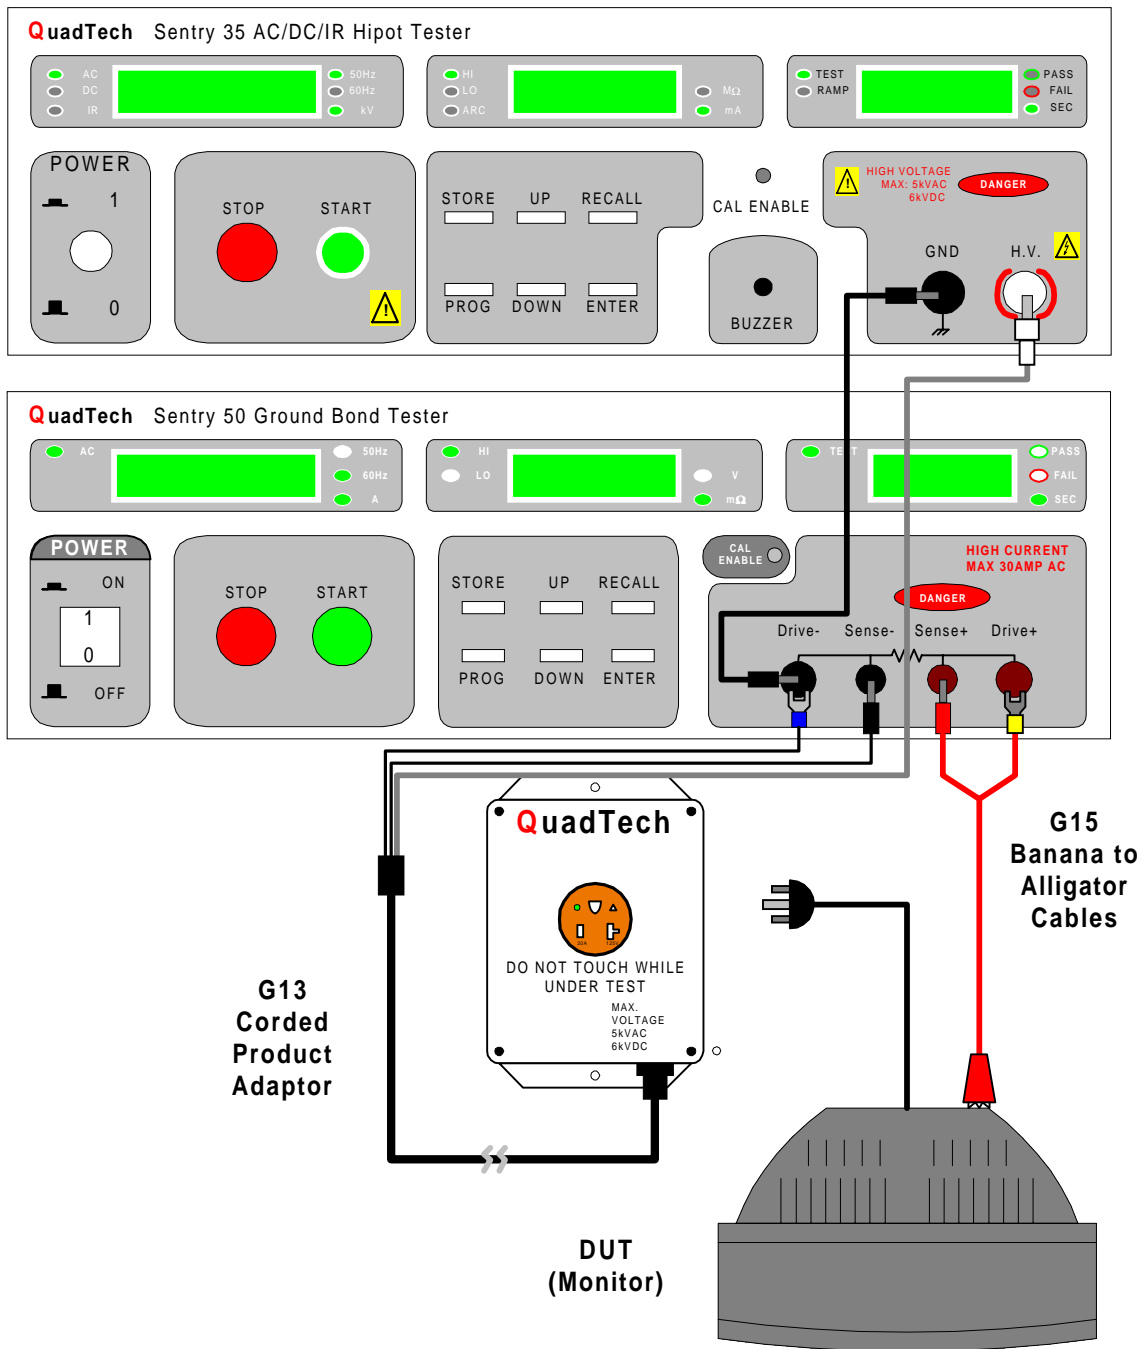 QuadTech Sentry 35 AC/DC/IR Hipot Tester
AC
DC
IR
50Hz
60Hz
kV
HI
LO
ARC
MΩ
mA
TEST
RAMP
PASS
FAIL
SEC
POWER
1
0
STOP
START
STORE
UP
RECALL
PROG
DOWN
ENTER
CAL ENABLE
BUZZER
HIGH VOLTAGE
MAX: 5kVAC
6kVDC
DANGER
GND
H.V.
QuadTech Sentry 50 Ground Bond Tester
AC
50Hz
60Hz
A
HI
LO
V
mΩ
TEST
PASS
FAIL
SEC
POWER
ON
1
0
OFF
STOP
START
STORE
UP
RECALL
PROG
DOWN
ENTER
CAL
ENABLE
HIGH CURRENT
MAX 30AMP AC
DANGER
Drive-
Sense-
Sense+
Drive+
QuadTech
20A
125V
DO NOT TOUCH WHILE
UNDER TEST
MAX.
VOLTAGE
5kVAC
6kVDC
G15
Banana to
Alligator
Cables
G13
Corded
Product
Adaptor
DUT
(Monitor)